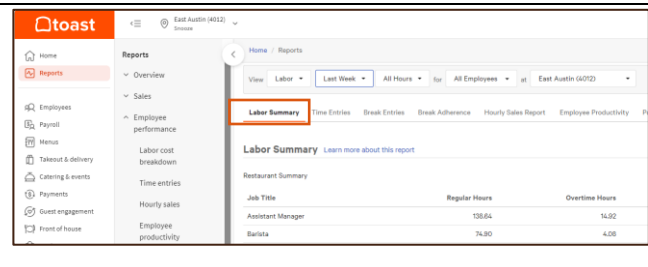 toast
East Austin (4012)
Snooze
Home
Reports
Employees
Payroll
Menus
Takeout & delivery
Catering & events
Payments
Guest engagement
Front of house
Reports
Overview
Sales
Employee
performance
Labor cost
breakdown
Time entries
Hourly sales
Employee
productivity
Home / Reports
View Labor Last Week All Hours for All Employees at East Austin (4012)
Labor Summary Time Entries Break Entries Break Adherence Hourly Sales Report Employee Productivity
Labor Summary Learn more about this report
Restaurant Summary
Job Title Regular Hours Overtime Hours
Assistant Manager 138.64 14.92
Barista 74.90 4.08